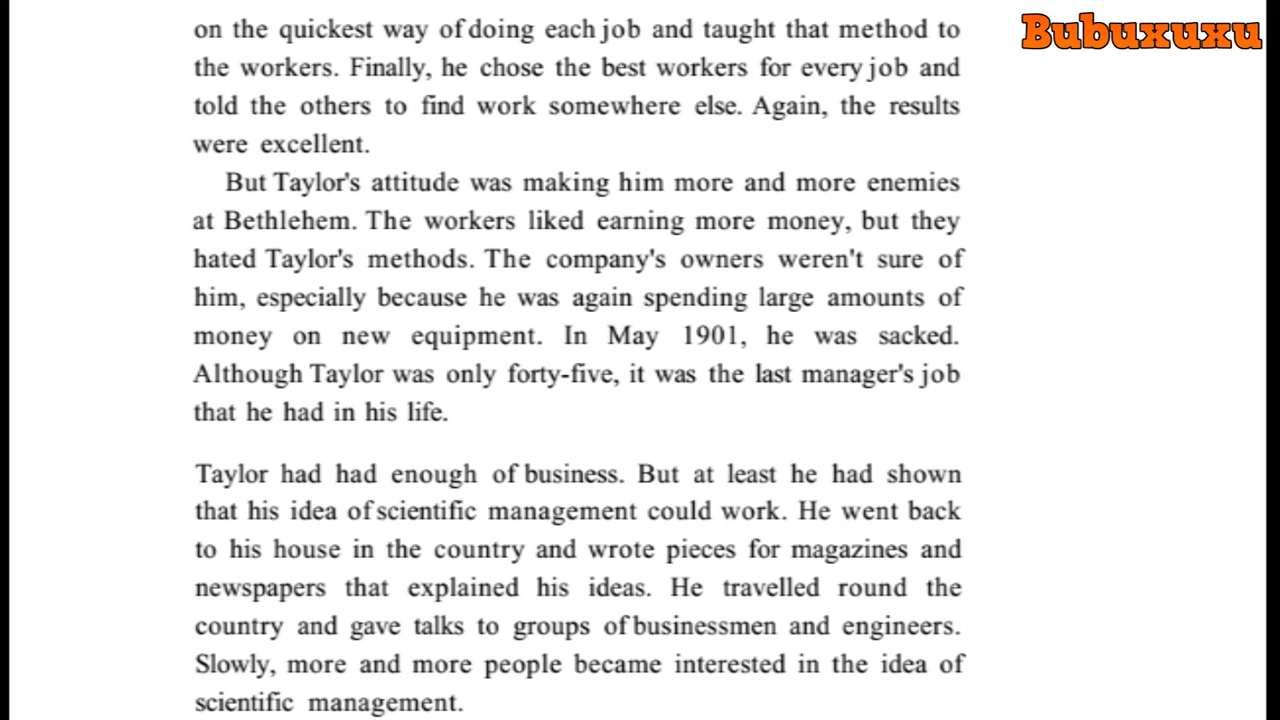 on the quickest way of doing each job and taught that method to
the workers. Finally, he chose the best workers for every job and
told the others to find work somewhere else. Again, the results
were excellent.
But Taylor's attitude was making him more and more enemies
at Bethlehem. The workers liked earning more money, but they
hated Taylor's methods. The company's owners weren't sure of
him, especially because he was again spending large amounts of
money on new equipment. In May 1901, he was sacked.
Although Taylor was only forty-five, it was the last manager's job
that he had in his life.
Taylor had had enough of business. But at least he had shown
that his idea of scientific management could work. He went back
to his house in the country and wrote pieces for magazines and
newspapers that explained his ideas. He travelled round the
country and gave talks to groups of businessmen and engineers.
Slowly, more and more people became interested in the idea of
scientific management.
Bubuxuxu